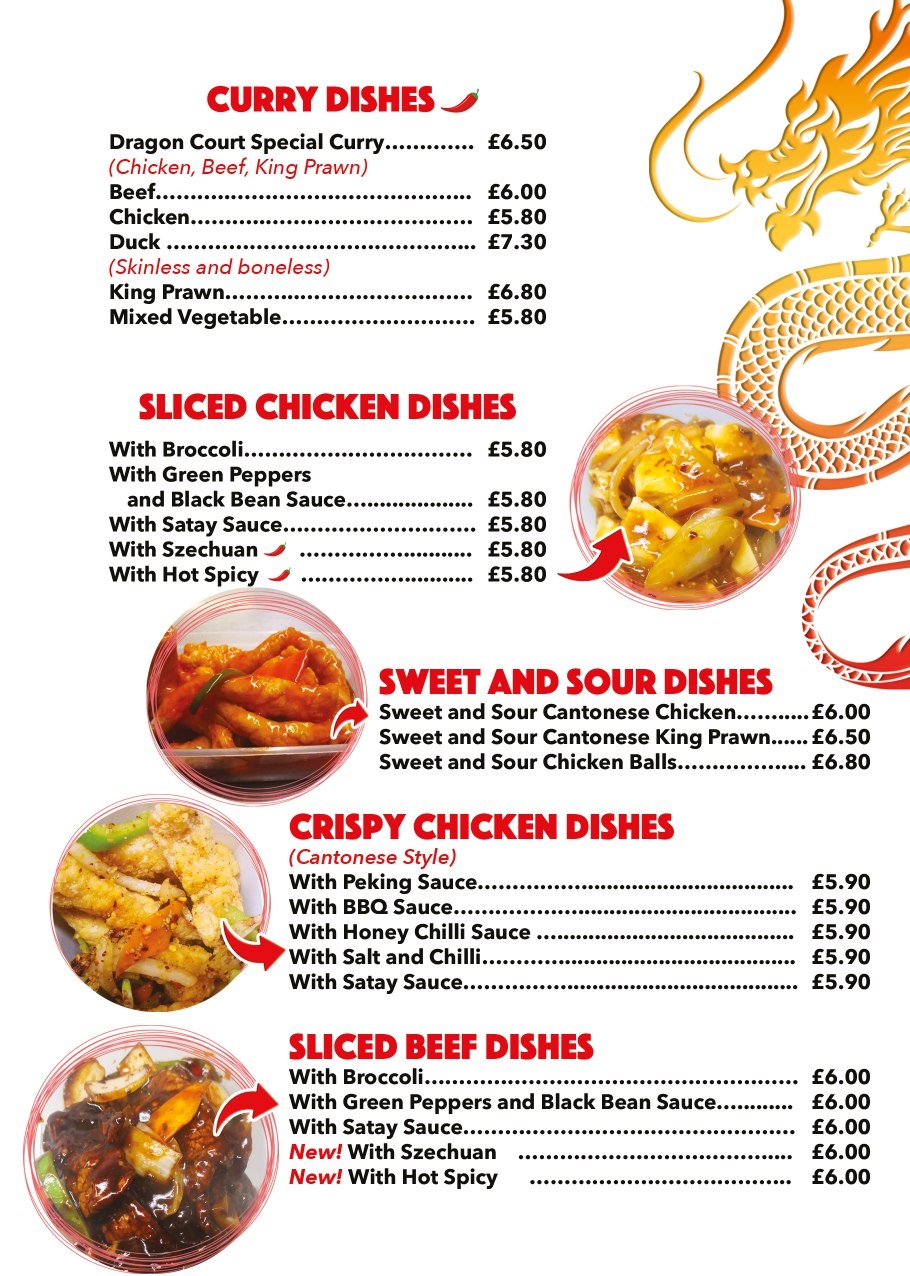 CURRY DISHES
Dragon Court Special Curry............. £6.50
(Chicken, Beef, King Prawn)
Beef.............................................. £6.00
Chicken......................................... £5.80
Duck ............................................. £7.30
(Skinless and boneless)
King Prawn.................................... £6.80
Mixed Vegetable............................ £5.80
SLICED CHICKEN DISHES
With Broccoli................................. £5.80
With Green Peppers
and Black Bean Sauce................... £5.80
With Satay Sauce............................ £5.80
With Szechuan ......................... £5.80
With Hot Spicy ......................... £5.80
SWEET AND SOUR DISHES
Sweet and Sour Cantonese Chicken........... £6.00
Sweet and Sour Cantonese King Prawn...... £6.50
Sweet and Sour Chicken Balls................... £6.80
CRISPY CHICKEN DISHES
(Cantonese Style)
With Peking Sauce.............................................. £5.90
With BBQ Sauce.................................................. £5.90
With Honey Chilli Sauce ..................................... £5.90
With Salt and Chilli.............................................. £5.90
With Satay Sauce................................................ £5.90
SLICED BEEF DISHES
With Broccoli...................................................... £6.00
With Green Peppers and Black Bean Sauce........... £6.00
With Satay Sauce................................................ £6.00
New! With Szechuan ........................................ £6.00
New! With Hot Spicy ...................................... £6.00